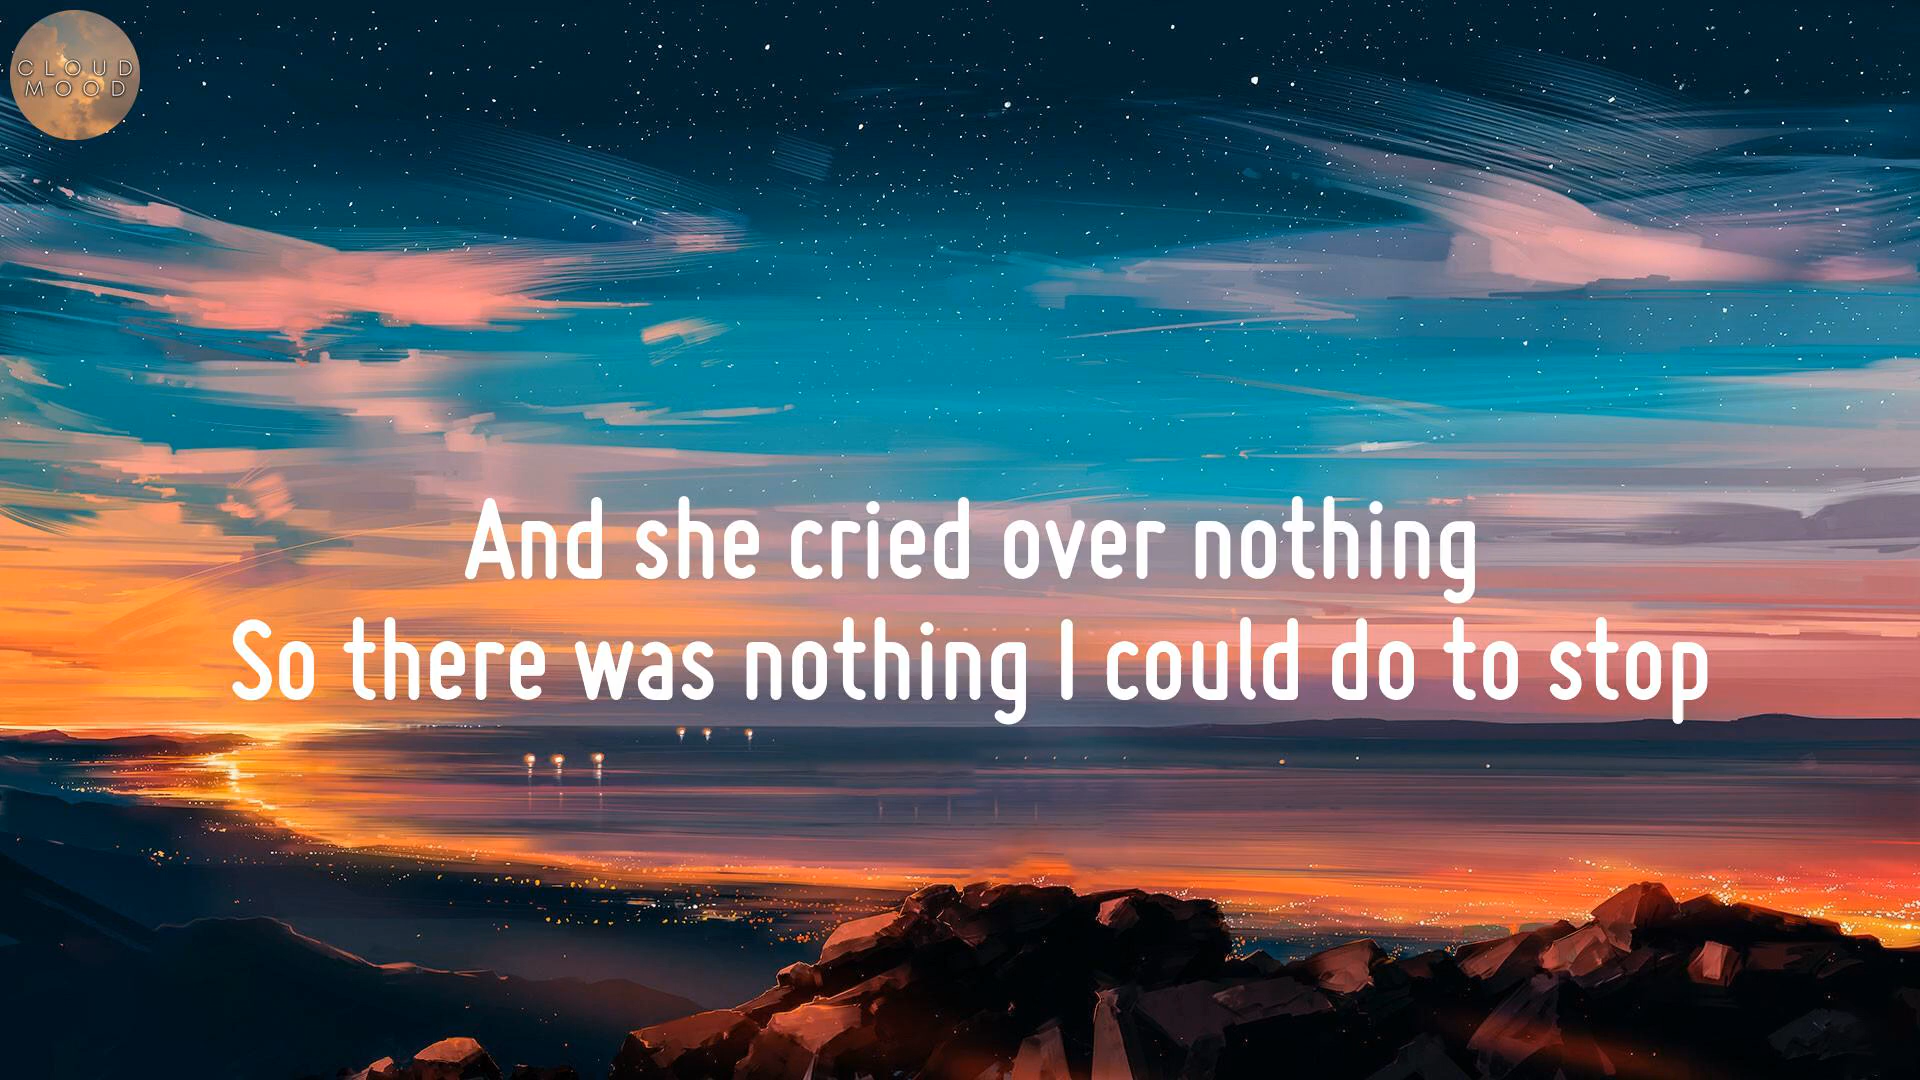 CLOUD
MOOD
And she cried over nothing
So there was nothing I could do to stop